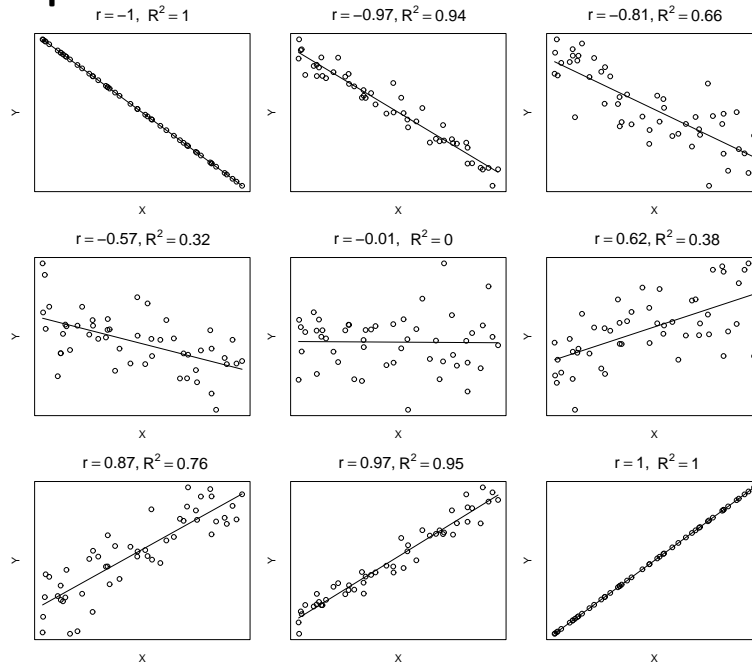 r = −1, R² = 1
r = −0.97, R² = 0.94
r = −0.81, R² = 0.66
Y
Y
Y
X
X
X
r = −0.57, R² = 0.32
r = −0.01, R² = 0
r = 0.62, R² = 0.38
Y
Y
Y
X
X
X
r = 0.87, R² = 0.76
r = 0.97, R² = 0.95
r = 1, R² = 1
Y
Y
Y
X
X
X